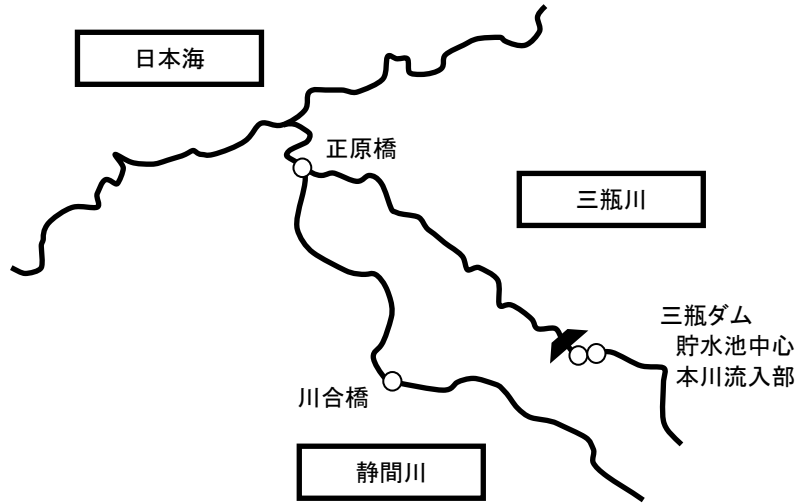 日本海
正原橋
三瓶川
三瓶ダム
貯水池中心
本川流入部
川合橋
静間川